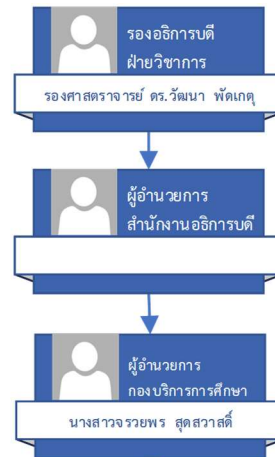 รองอธิการบดี
ฝ่ายวิชาการ
รองศาสตราจารย์ ดร.วัฒนา พัดเกตุ
ผู้อำนวยการ
สำนักงานอธิการบดี
ผู้อำนวยการ
กองบริการการศึกษา
นางสาวจรวยพร สุดสวาสดิ์